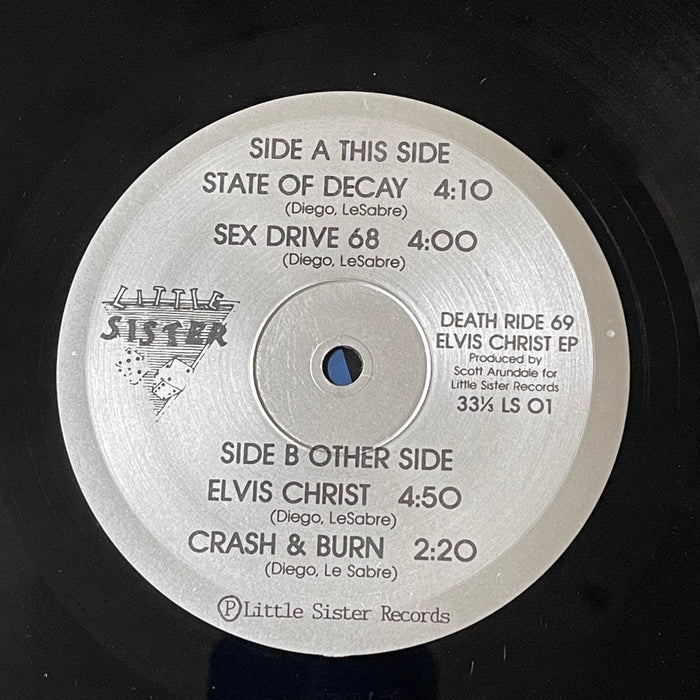 SIDE A THIS SIDE
STATE OF DECAY 4:10
(Diego, LeSabre)
SEX DRIVE 68 4:00
(Diego, LeSabre)
LITTLE
SISTER
DEATH RIDE 69
ELVIS CHRIST EP
Produced by
Scott Arundale for
Little Sister Records
33⅓ LS 01
SIDE B OTHER SIDE
ELVIS CHRIST 4:50
(Diego, LeSabre)
CRASH & BURN 2:20
(Diego, Le Sabre)
Ⓟ Little Sister Records